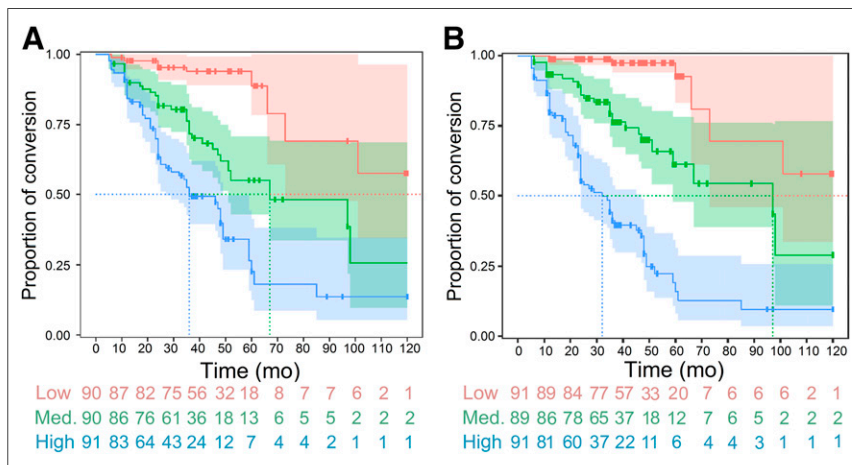 A
Proportion of conversion
1.00
0.75
0.50
0.25
0.00
0 10 20 30 40 50 60 70 80 90 100 110 120
Time (mo)
Low 90 87 82 75 56 32 18 8 7 7 6 2 1
Med. 90 86 76 61 36 18 13 6 5 5 2 2 2
High 91 83 64 43 24 12 7 4 4 2 1 1 1
B
Proportion of conversion
1.00
0.75
0.50
0.25
0.00
0 10 20 30 40 50 60 70 80 90 100 110 120
Time (mo)
Low 91 89 84 77 57 33 20 7 6 6 6 2 1
Med. 89 86 78 65 37 18 12 7 6 5 2 2 2
High 91 81 60 37 22 11 6 4 4 3 1 1 1